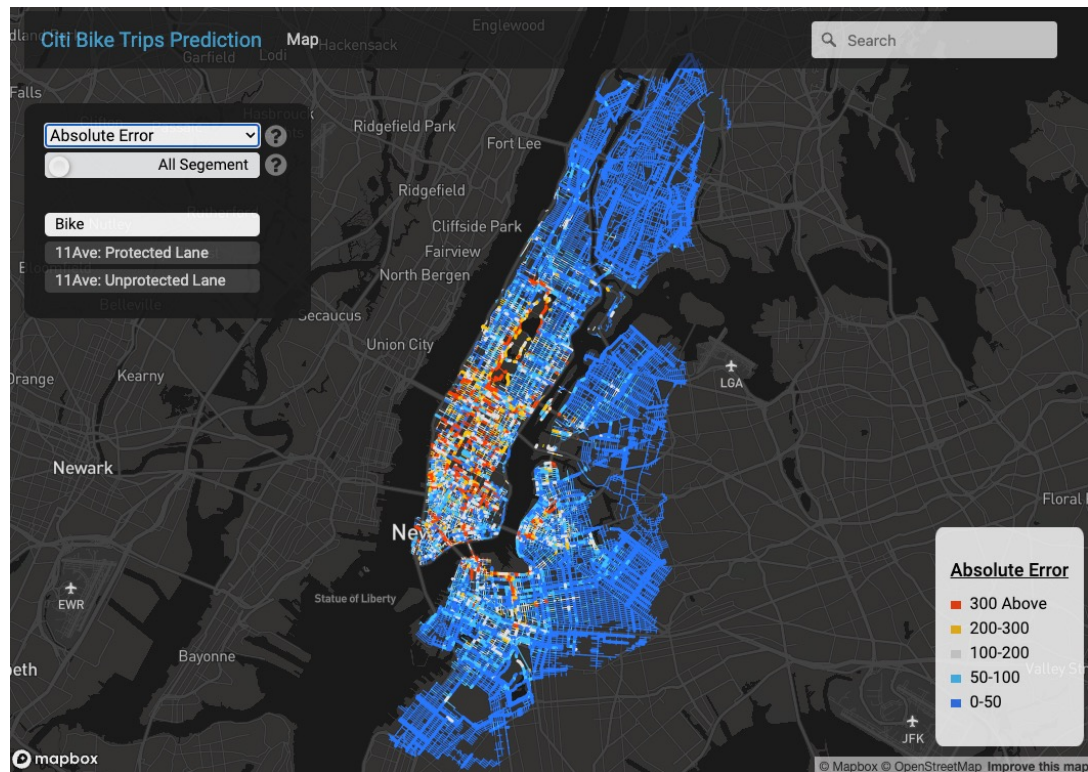 Citi Bike Trips Prediction
Map
Search
Englewood
Hackensack
Garfield
Lodi
Falls
Absolute Error
?
All Segement
?
Bike
11Ave: Protected Lane
11Ave: Unprotected Lane
Belleville
Ridgefield Park
Fort Lee
Ridgefield
Cliffside Park
Fairview
North Bergen
Secaucus
Union City
Orange
Kearny
LGA
Newark
New
Floral
EWR
Statue of Liberty
Bayonne
JFK
Absolute Error
300 Above
200-300
100-200
50-100
0-50
mapbox
© Mapbox © OpenStreetMap Improve this map